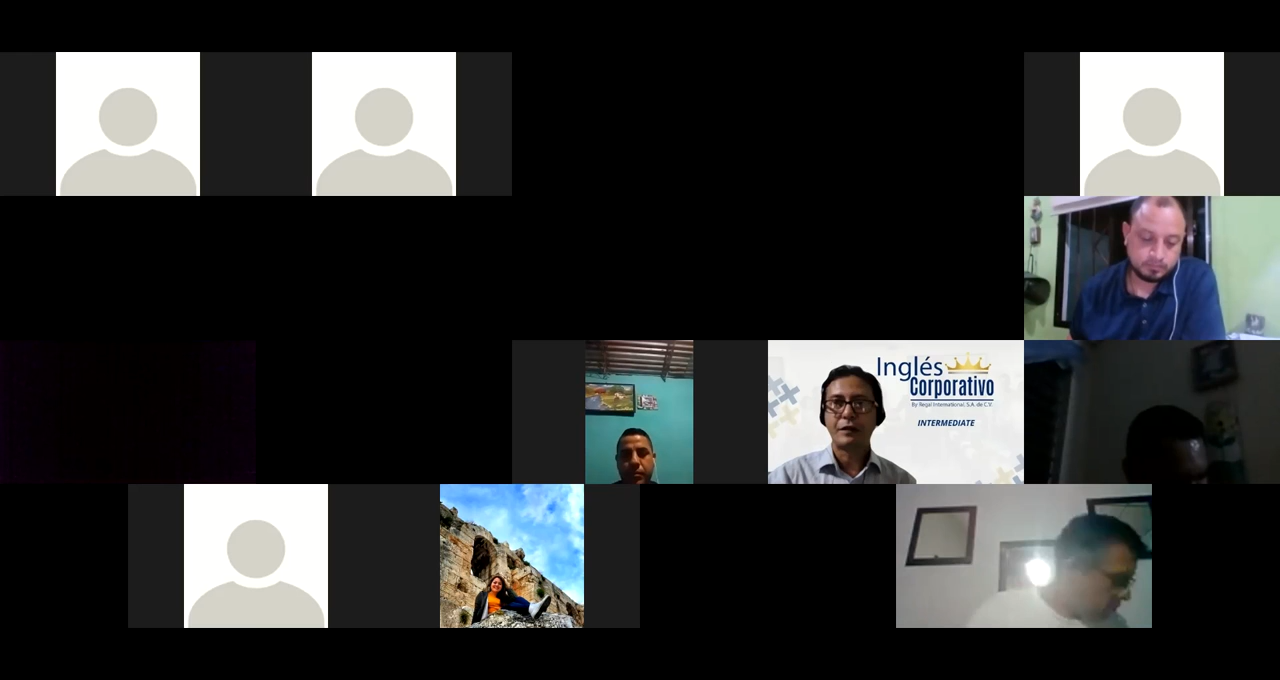 Inglés
Corporativo
By Regal International, S.A. de C.V.
INTERMEDIATE